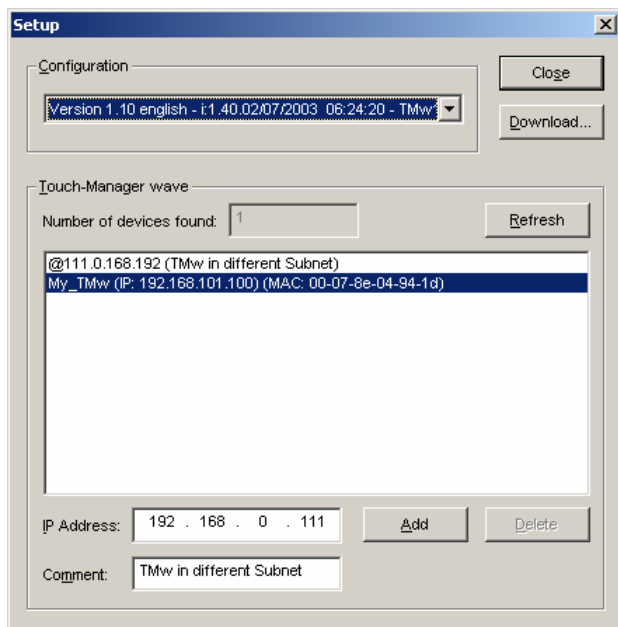 Setup
Configuration
Close
Version 1.10 english - i:1.40.02/07/2003 06:24:20 - TMw
Download...
Touch-Manager wave
Number of devices found: 1
Refresh
@111.0.168.192 (TMw in different Subnet)
My_TMw (IP: 192.168.101.100) (MAC: 00-07-8e-04-94-1d)
IP Address: 192 . 168 . 0 . 111
Add
Delete
Comment: TMw in different Subnet